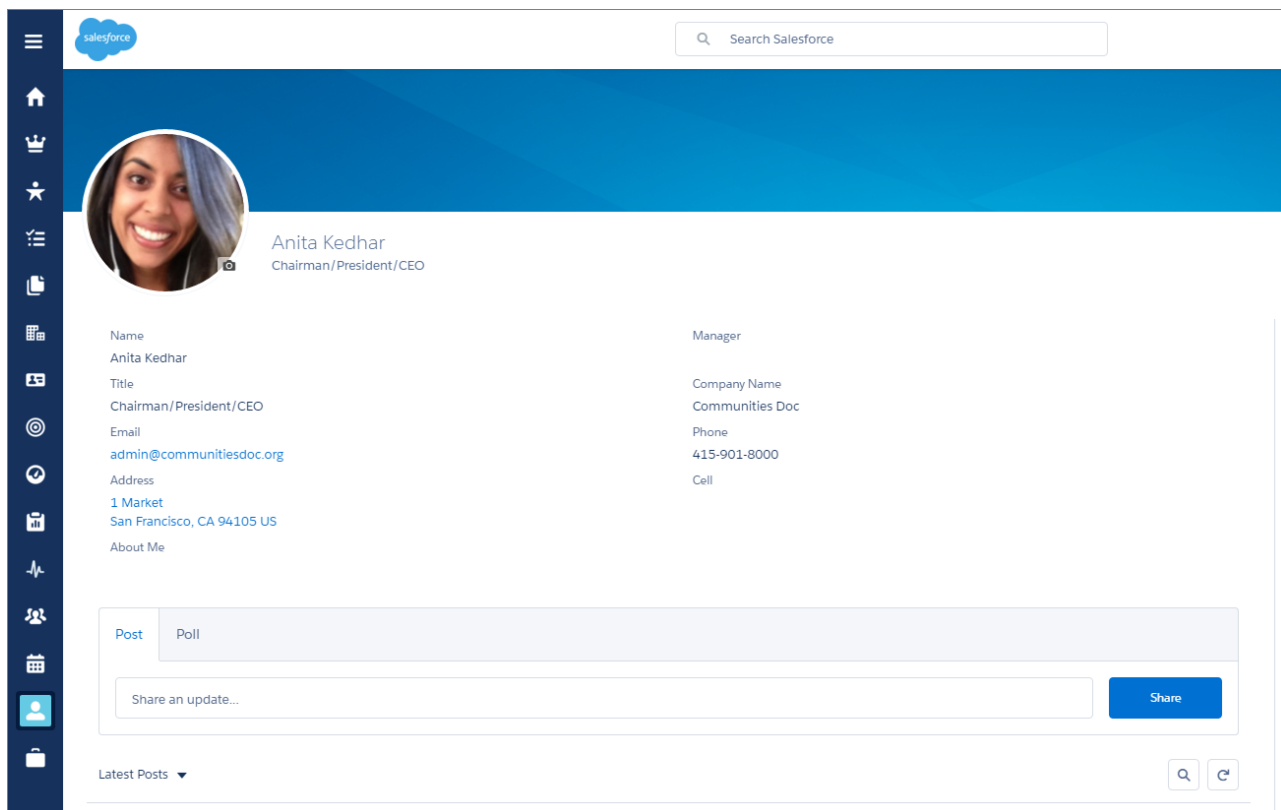 salesforce
Search Salesforce
Anita Kedhar
Chairman/President/CEO
Name
Anita Kedhar
Title
Chairman/President/CEO
Email
admin@communitiesdoc.org
Address
1 Market
San Francisco, CA 94105 US
About Me
Manager
Company Name
Communities Doc
Phone
415-901-8000
Cell
Post
Poll
Share an update...
Share
Latest Posts